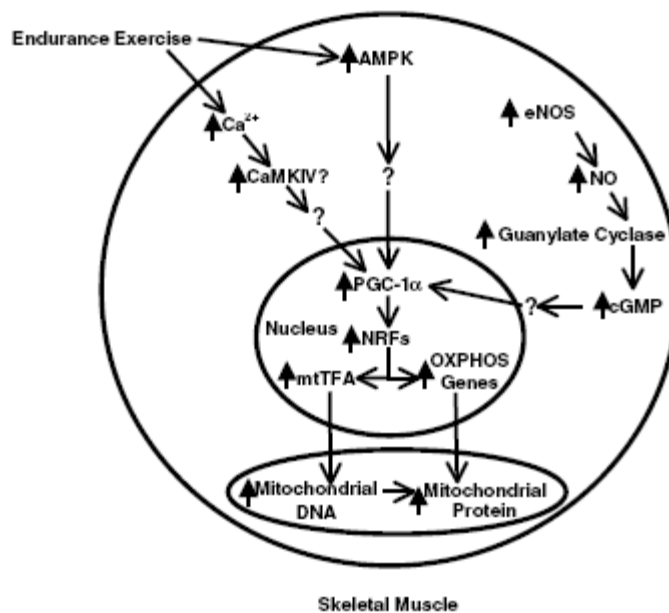 Endurance Exercise
AMPK
Ca2+
eNOS
CaMKIV?
?
NO
?
Guanylate Cyclase
PGC-1α
?
cGMP
Nucleus
NRFs
mtTFA
OXPHOS
Genes
Mitochondrial
DNA
Mitochondrial
Protein
Skeletal Muscle